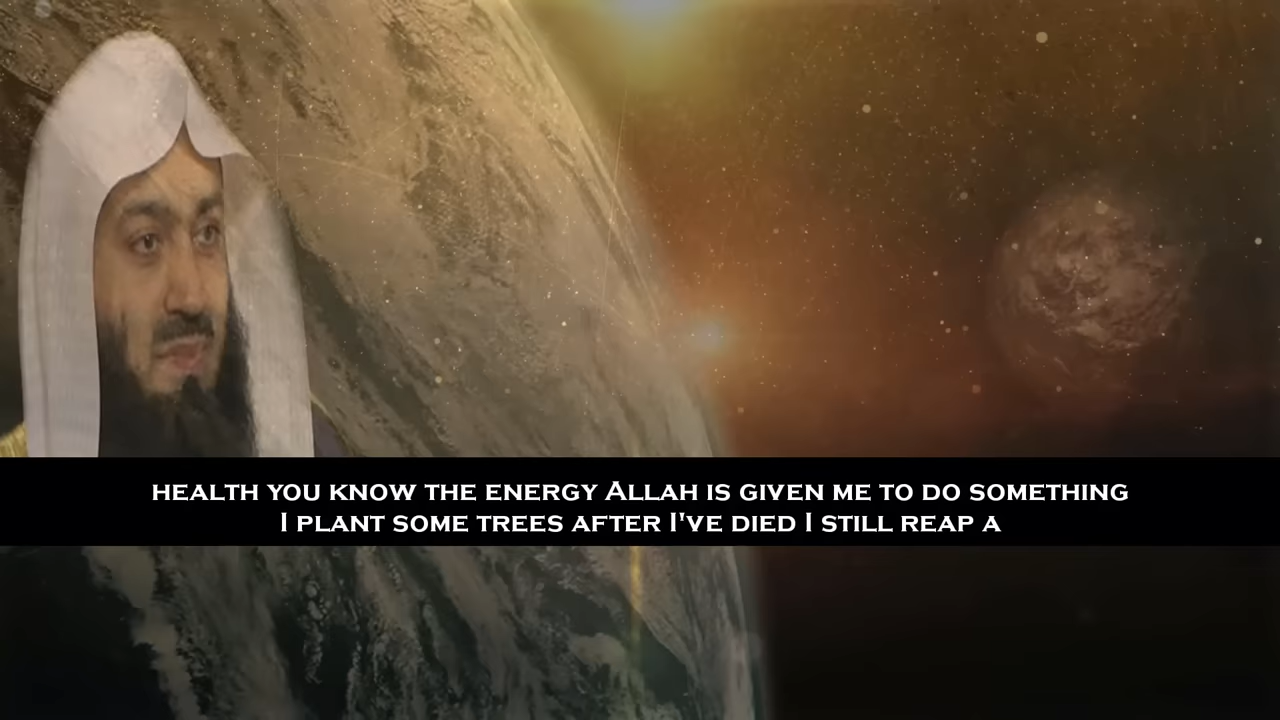 HEALTH YOU KNOW THE ENERGY ALLAH IS GIVEN ME TO DO SOMETHING
I PLANT SOME TREES AFTER I'VE DIED I STILL REAP A